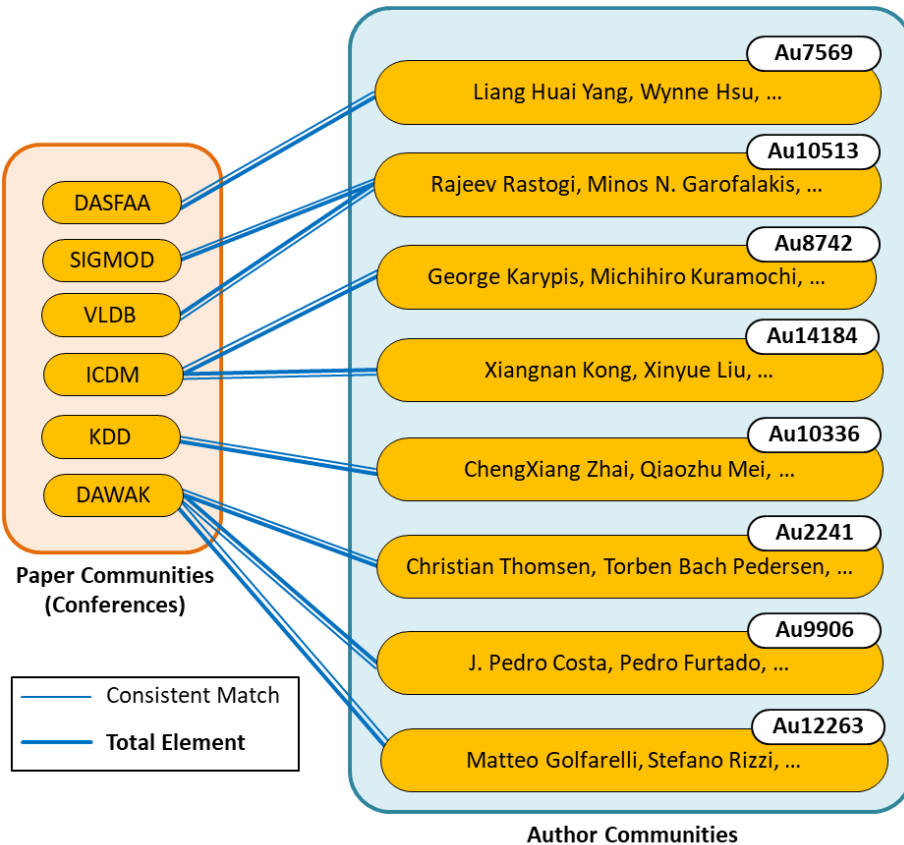 DASFAA
SIGMOD
VLDB
ICDM
KDD
DAWAK
Paper Communities
(Conferences)
Consistent Match
Total Element
Au7569
Liang Huai Yang, Wynne Hsu, ...
Au10513
Rajeev Rastogi, Minos N. Garofalakis, ...
Au8742
George Karypis, Michihiro Kuramochi, ...
Au14184
Xiangnan Kong, Xinyue Liu, ...
Au10336
ChengXiang Zhai, Qiaozhu Mei, ...
Au2241
Christian Thomsen, Torben Bach Pedersen, ...
Au9906
J. Pedro Costa, Pedro Furtado, ...
Au12263
Matteo Golfarelli, Stefano Rizzi, ...
Author Communities